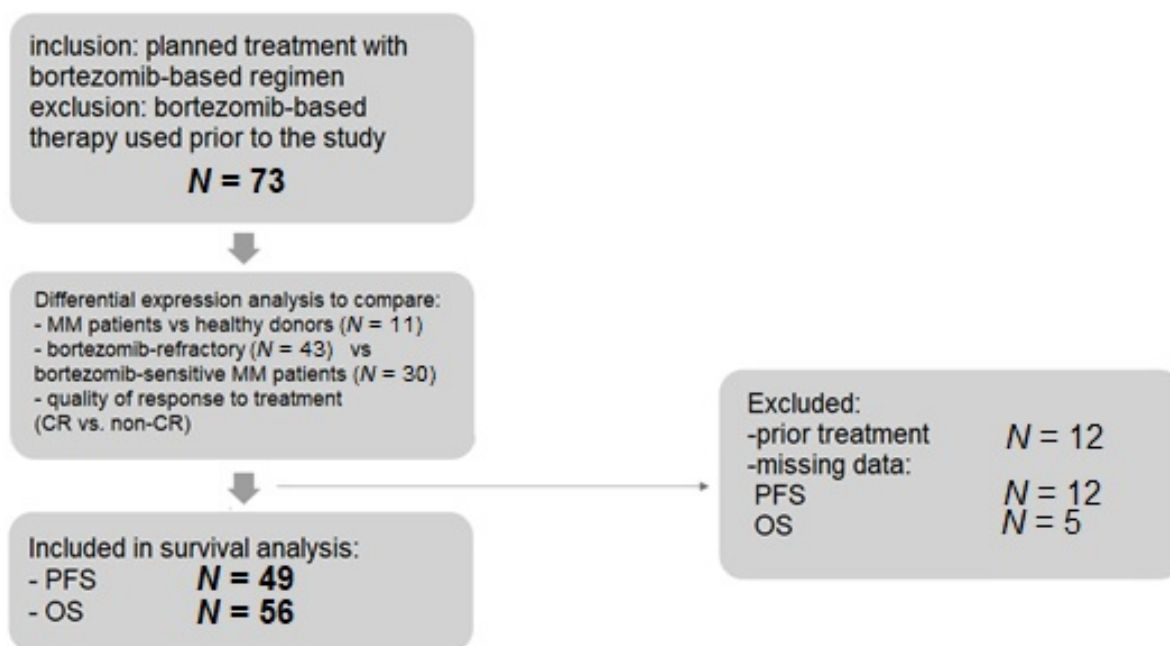 inclusion: planned treatment with
bortezomib-based regimen
exclusion: bortezomib-based
therapy used prior to the study
N = 73
Differential expression analysis to compare:
- MM patients vs healthy donors (N = 11)
- bortezomib-refractory (N = 43) vs
bortezomib-sensitive MM patients (N = 30)
- quality of response to treatment
(CR vs. non-CR)
Excluded:
-prior treatment N = 12
-missing data:
PFS N = 12
OS N = 5
Included in survival analysis:
- PFS N = 49
- OS N = 56